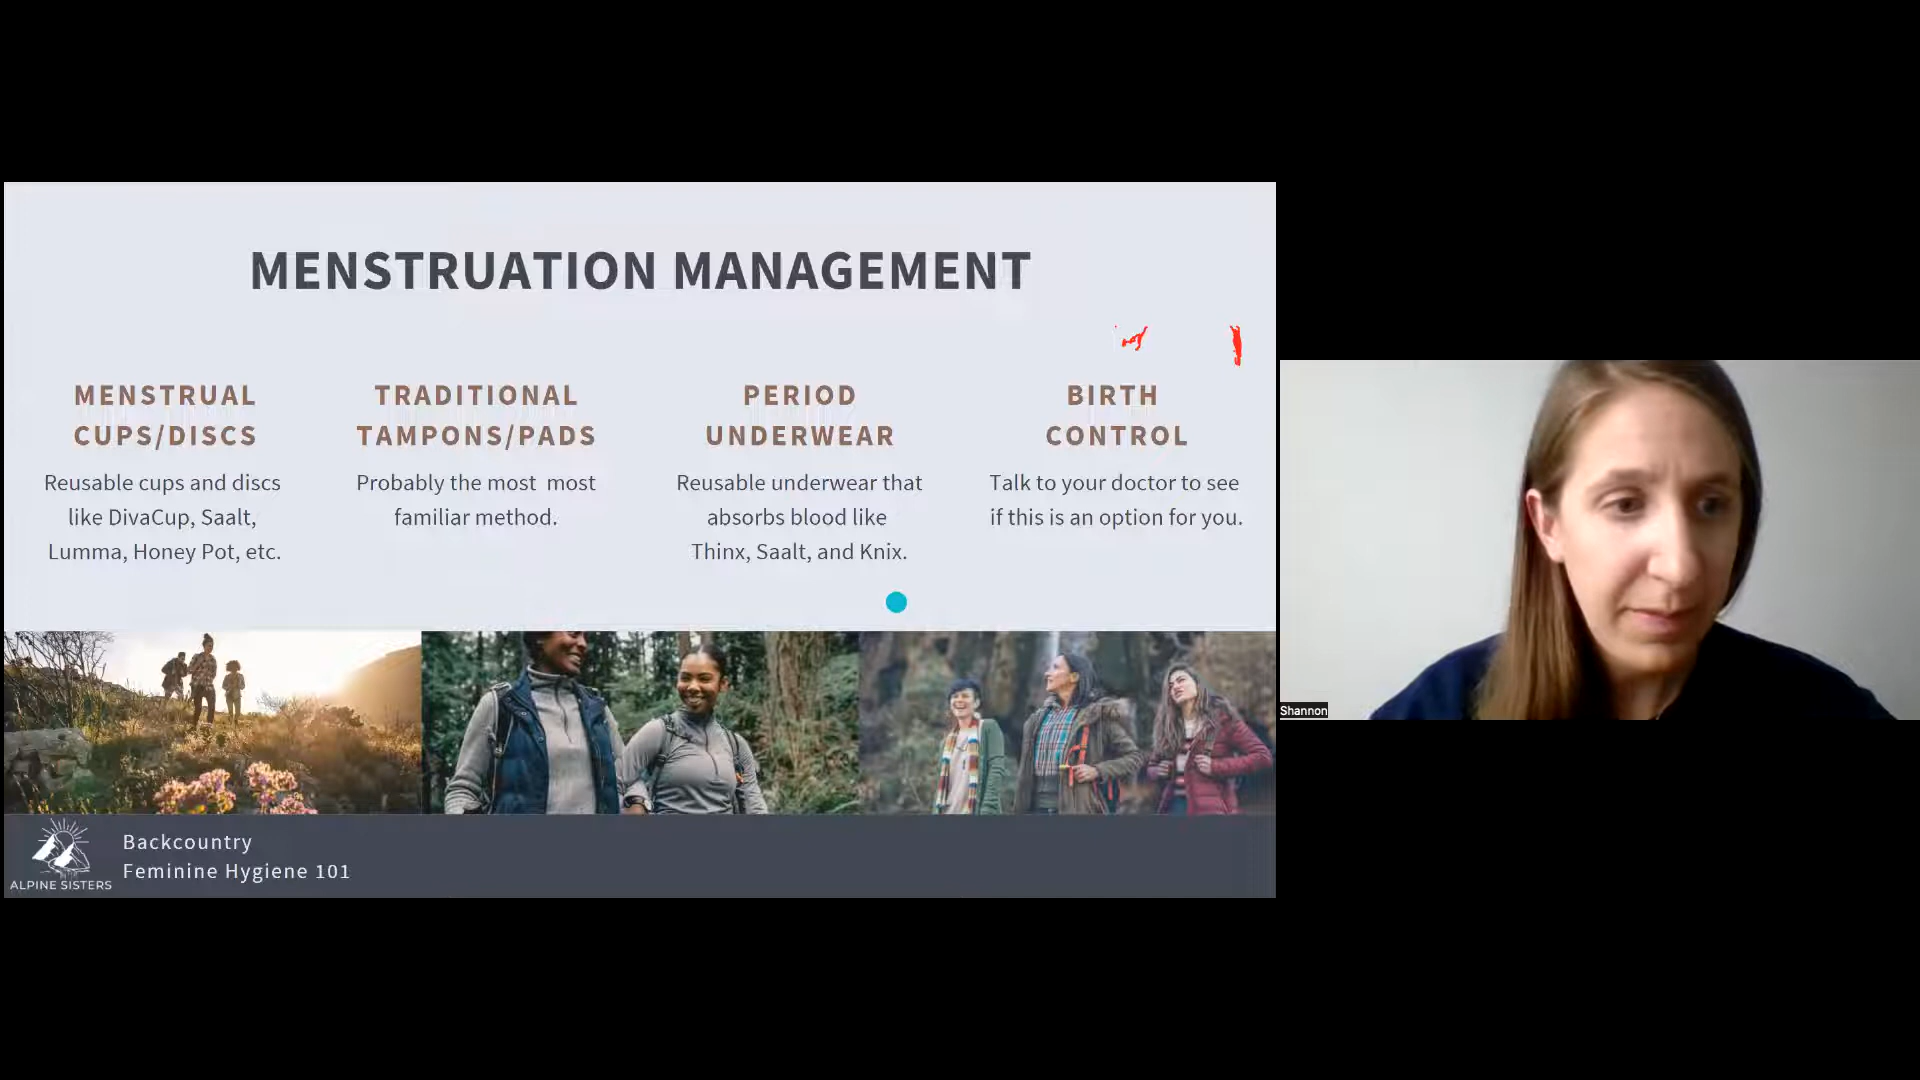 MENSTRUATION MANAGEMENT
MENSTRUAL
CUPS/DISCS
Reusable cups and discs
like DivaCup, Saalt,
Lumma, Honey Pot, etc.
TRADITIONAL
TAMPONS/PADS
Probably the most  most
familiar method.
PERIOD
UNDERWEAR
Reusable underwear that
absorbs blood like
Thinx, Saalt, and Knix.
BIRTH
CONTROL
Talk to your doctor to see
if this is an option for you.
ALPINE SISTERS
Backcountry
Feminine Hygiene 101
Shannon